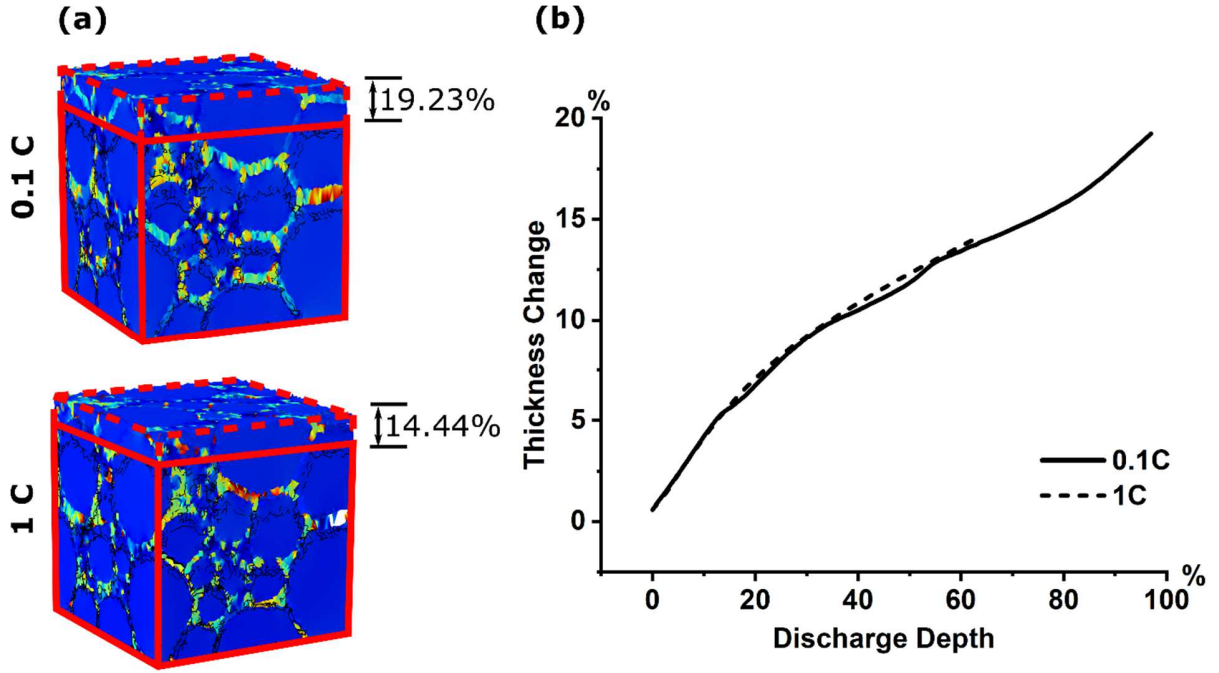 (a)
0.1 C
19.23%
1 C
14.44%
(b)
%
20
15
10
5
0
Thickness Change
0.1C
1C
0 20 40 60 80 100 %
Discharge Depth